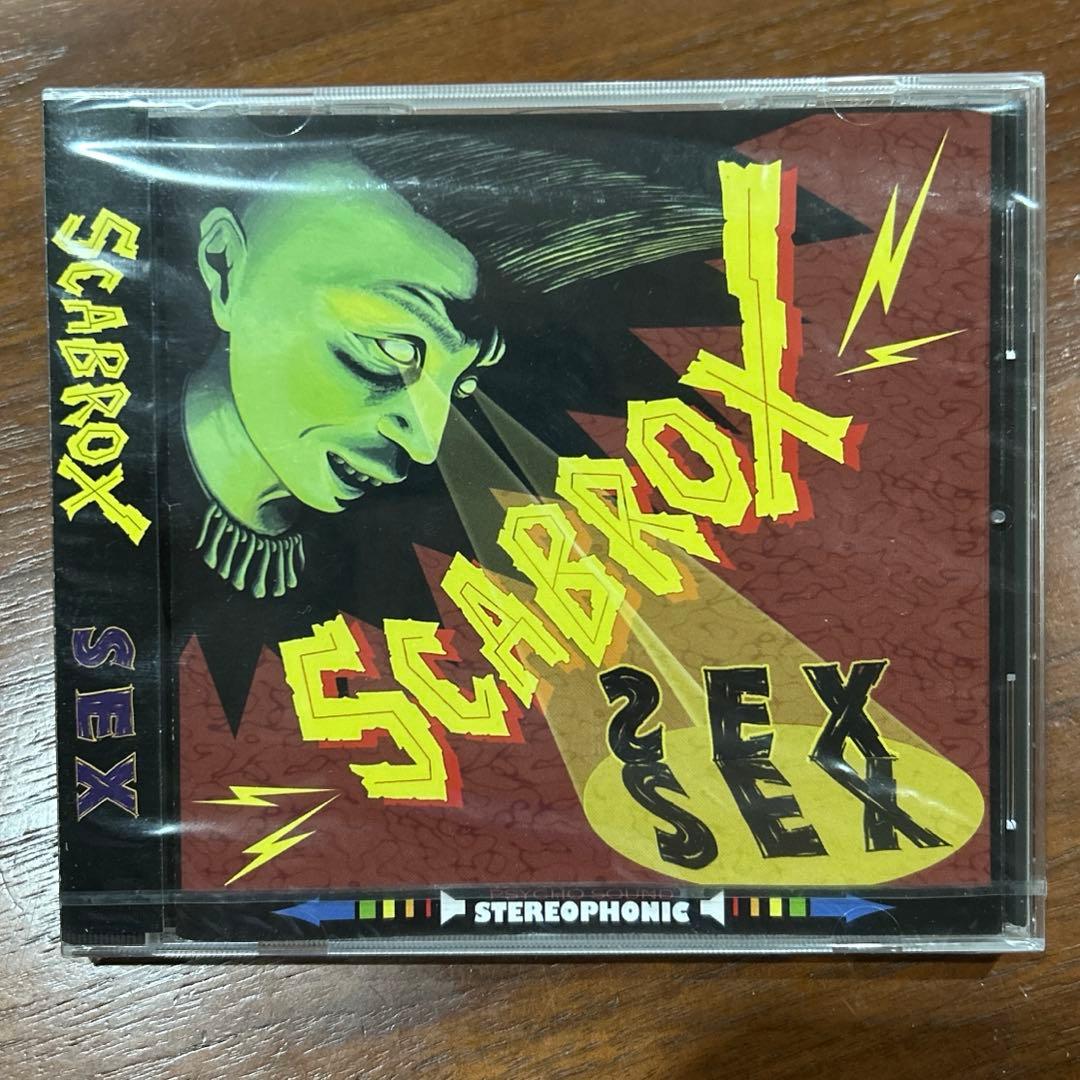 SCABROX
SEX
SCABROX
SEX
SEX
PSYCHO SOUND
STEREOPHONIC